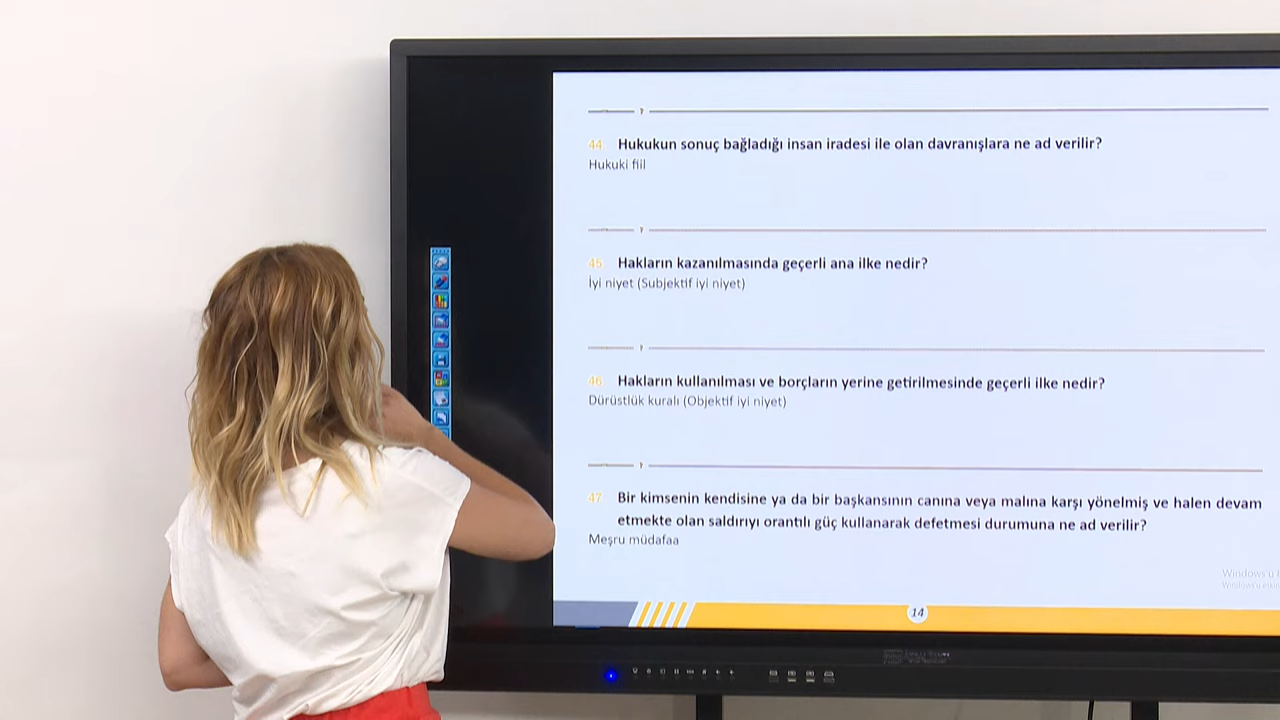 44 Hukukun sonuç bağladığı insan iradesi ile olan davranışlara ne ad verilir?
Hukuki fiil
45 Hakların kazanılmasında geçerli ana ilke nedir?
İyi niyet (Subjektif iyi niyet)
46 Hakların kullanılması ve borçların yerine getirilmesinde geçerli ilke nedir?
Dürüstlük kuralı (Objektif iyi niyet)
47 Bir kimsenin kendisine ya da bir başkansının canına veya malına karşı yönelmiş ve halen devam
etmekte olan saldırıyı orantılı güç kullanarak defetmesi durumuna ne ad verilir?
Meşru müdafaa
Windows'u
Windows'u
14